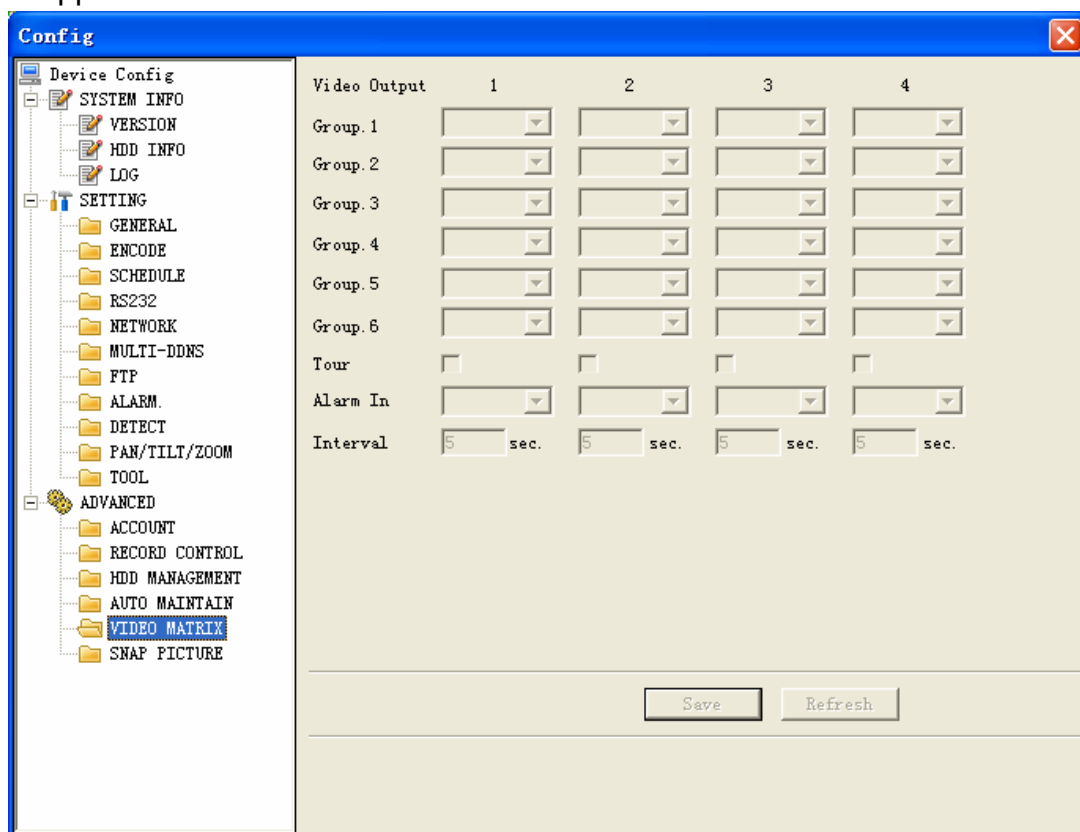 Config
Device Config
SYSTEM INFO
VERSION
HDD INFO
LOG
SETTING
GENERAL
ENCODE
SCHEDULE
RS232
NETWORK
MULTI-DDNS
FTP
ALARM.
DETECT
PAN/TILT/ZOOM
TOOL
ADVANCED
ACCOUNT
RECORD CONTROL
HDD MANAGEMENT
AUTO MAINTAIN
VIDEO MATRIX
SNAP PICTURE
Video Output 1 2 3 4
Group.1
Group.2
Group.3
Group.4
Group.5
Group.6
Tour
Alarm In
Interval 5 sec. 5 sec. 5 sec. 5 sec.
Save Refresh